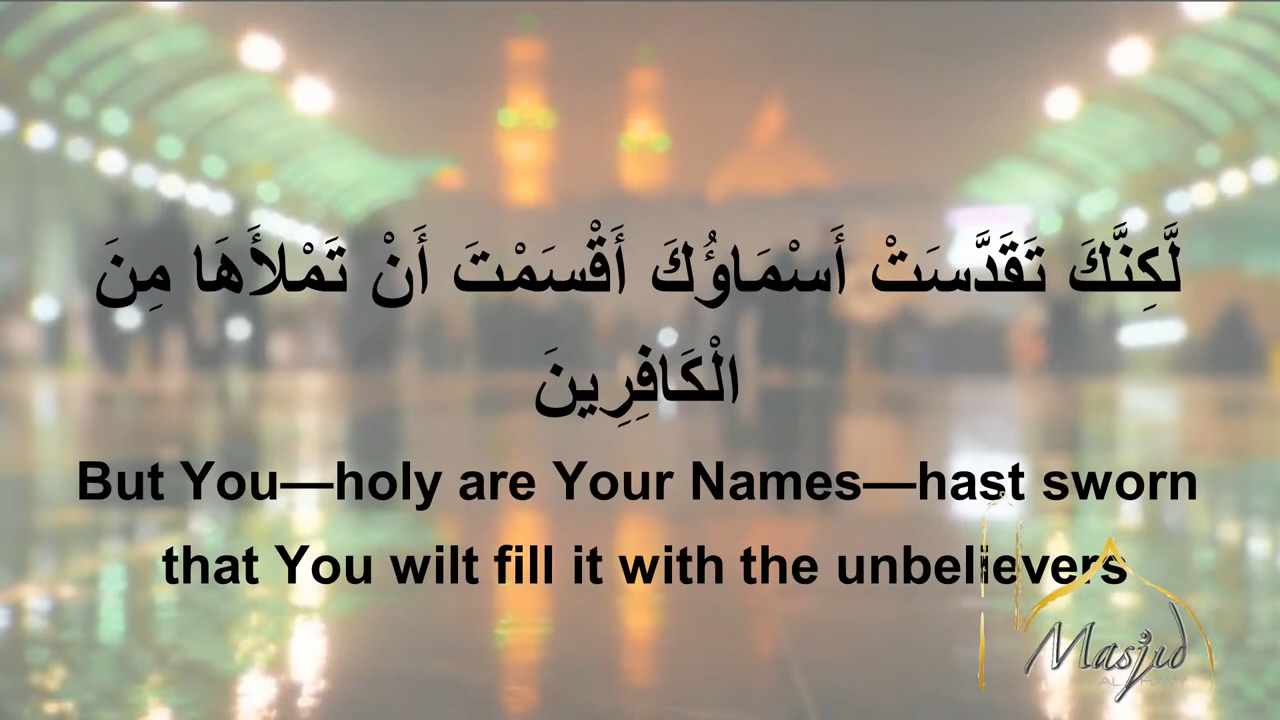 لَّكِنَّكَ تَقَدَّسَتْ أَسْمَاؤُكَ أَقْسَمْتَ أَنْ تَمْلأَهَا مِنَ
الْكَافِرِينَ
But You—holy are Your Names—hast sworn
that You wilt fill it with the unbelievers
Masjid